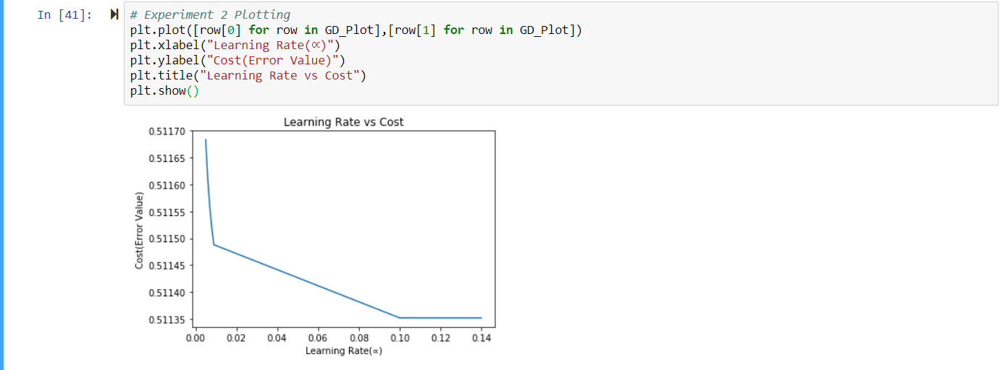 In [41]:
# Experiment 2 Plotting
plt.plot([row[0] for row in GD_Plot],[row[1] for row in GD_Plot])
plt.xlabel("Learning Rate(∝)")
plt.ylabel("Cost(Error Value)")
plt.title("Learning Rate vs Cost")
plt.show()
Learning Rate vs Cost
0.51170
0.51165
0.51160
0.51155
0.51150
0.51145
0.51140
0.51135
Cost(Error Value)
0.00 0.02 0.04 0.06 0.08 0.10 0.12 0.14
Learning Rate(∝)